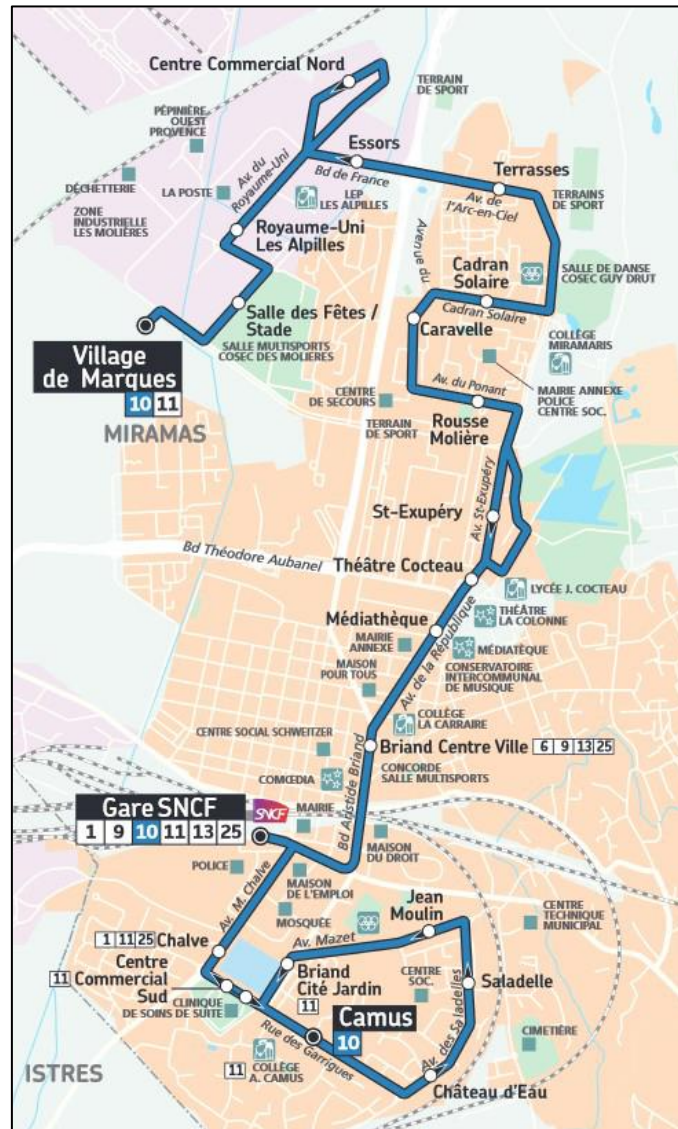 Centre Commercial Nord
TERRAIN
DE SPORT
PÉPINIÈRE
OUEST
PROVENCE
Essors
Bd de France
Terrasses
Av. de
l'Arc-en-Ciel
DÉCHETTERIE
LA POSTE
Av. du
Royaume-Uni
LEP
LES ALPILLES
TERRAINS
DE SPORT
ZONE
INDUSTRIELLE
LES MOLIÈRES
Royaume-Uni
Les Alpilles
Avenue du
Cadran
Solaire
SALLE DE DANSE
COSEC GUY DRUT
Salle des Fêtes /
Stade
Cadran Solaire
Caravelle
COLLÈGE
MIRAMARIS
SALLE MULTISPORTS
COSEC DES MOLIERES
Village
de Marques
10 11
MIRAMAS
CENTRE
DE SECOURS
Av. du Ponant
MAIRIE ANNEXE
POLICE
CENTRE SOC.
TERRAIN
DE SPORT
Rousse
Molière
St-Exupéry
Av. St-Exupéry
Bd Théodore Aubanel
Théâtre Cocteau
LYCÉE J. COCTEAU
Médiathèque
THÉÂTRE
LA COLONNE
MAIRIE
ANNEXE
Av. de la République
MÉDIATÈQUE
CONSERVATOIRE
INTERCOMMUNAL
DE MUSIQUE
MAISON
POUR TOUS
COLLÈGE
LA CARRAIRE
CENTRE SOCIAL SCHWEITZER
Briand Centre Ville 6 9 13 25
COMŒDIA
Bd Aristide Briand
CONCORDE
SALLE MULTISPORTS
Gare SNCF
1 9 10 11 13 25
SNCF
MAIRIE
MAISON
DU DROIT
POLICE
Av. M. Chalve
MAISON
DE L'EMPLOI
MOSQUÉE
Jean
Moulin
CENTRE
TECHNIQUE
MUNICIPAL
1 11 25 Chalve
Av. Mazet
11 Centre
Commercial
Sud
Briand
Cité Jardin
11
CENTRE
SOC.
Saladelle
CLINIQUE
DE SOINS DE SUITE
Camus
10
Rue des Garrigues
Av. des Saladelles
CIMETIÈRE
11 COLLÈGE
A. CAMUS
ISTRES
Château d'Eau